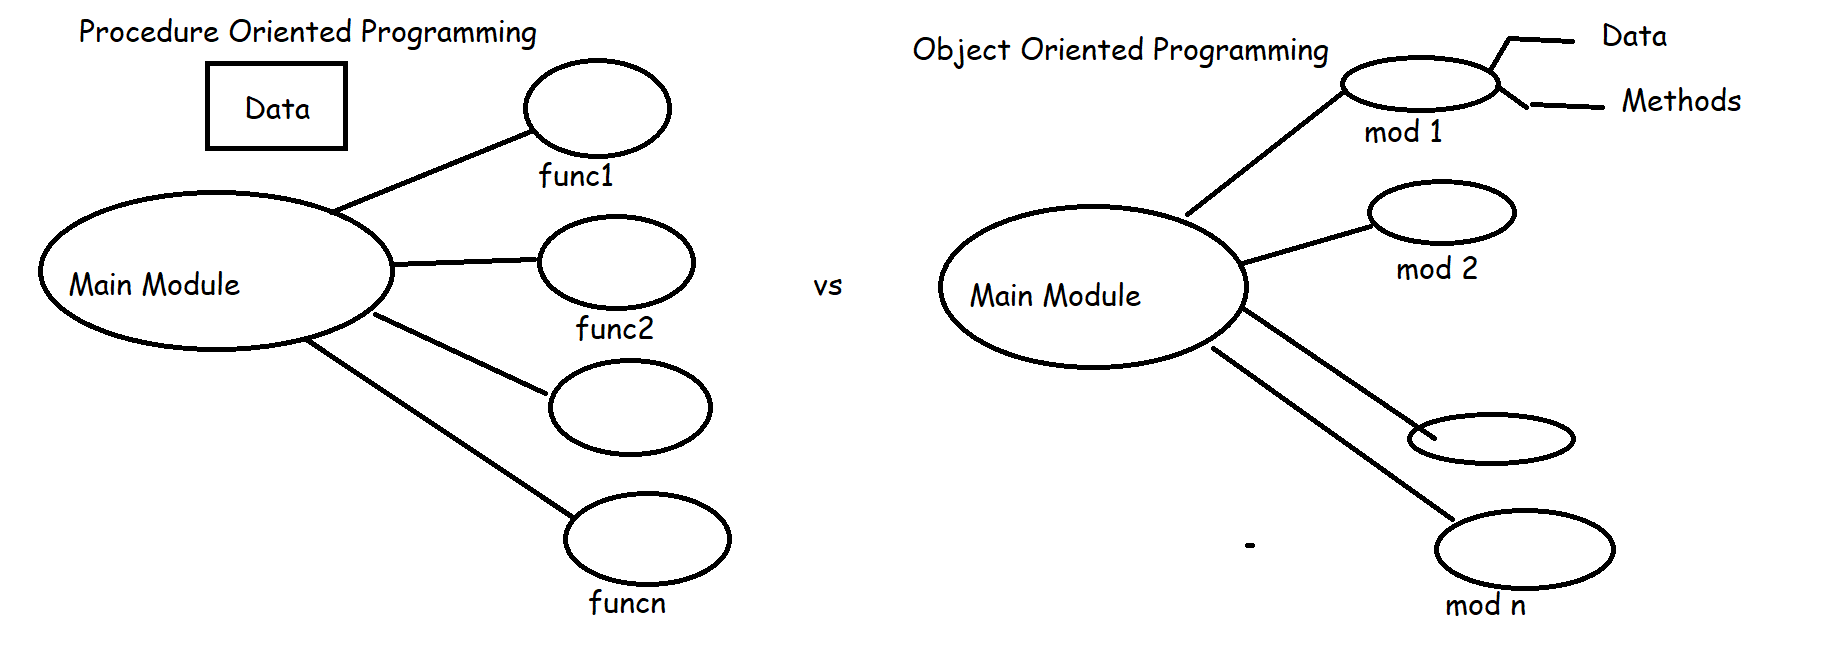 Procedure Oriented Programming
Data
func1
Main Module
func2
funcn
vs
Object Oriented Programming
Data
Methods
mod 1
mod 2
Main Module
mod n